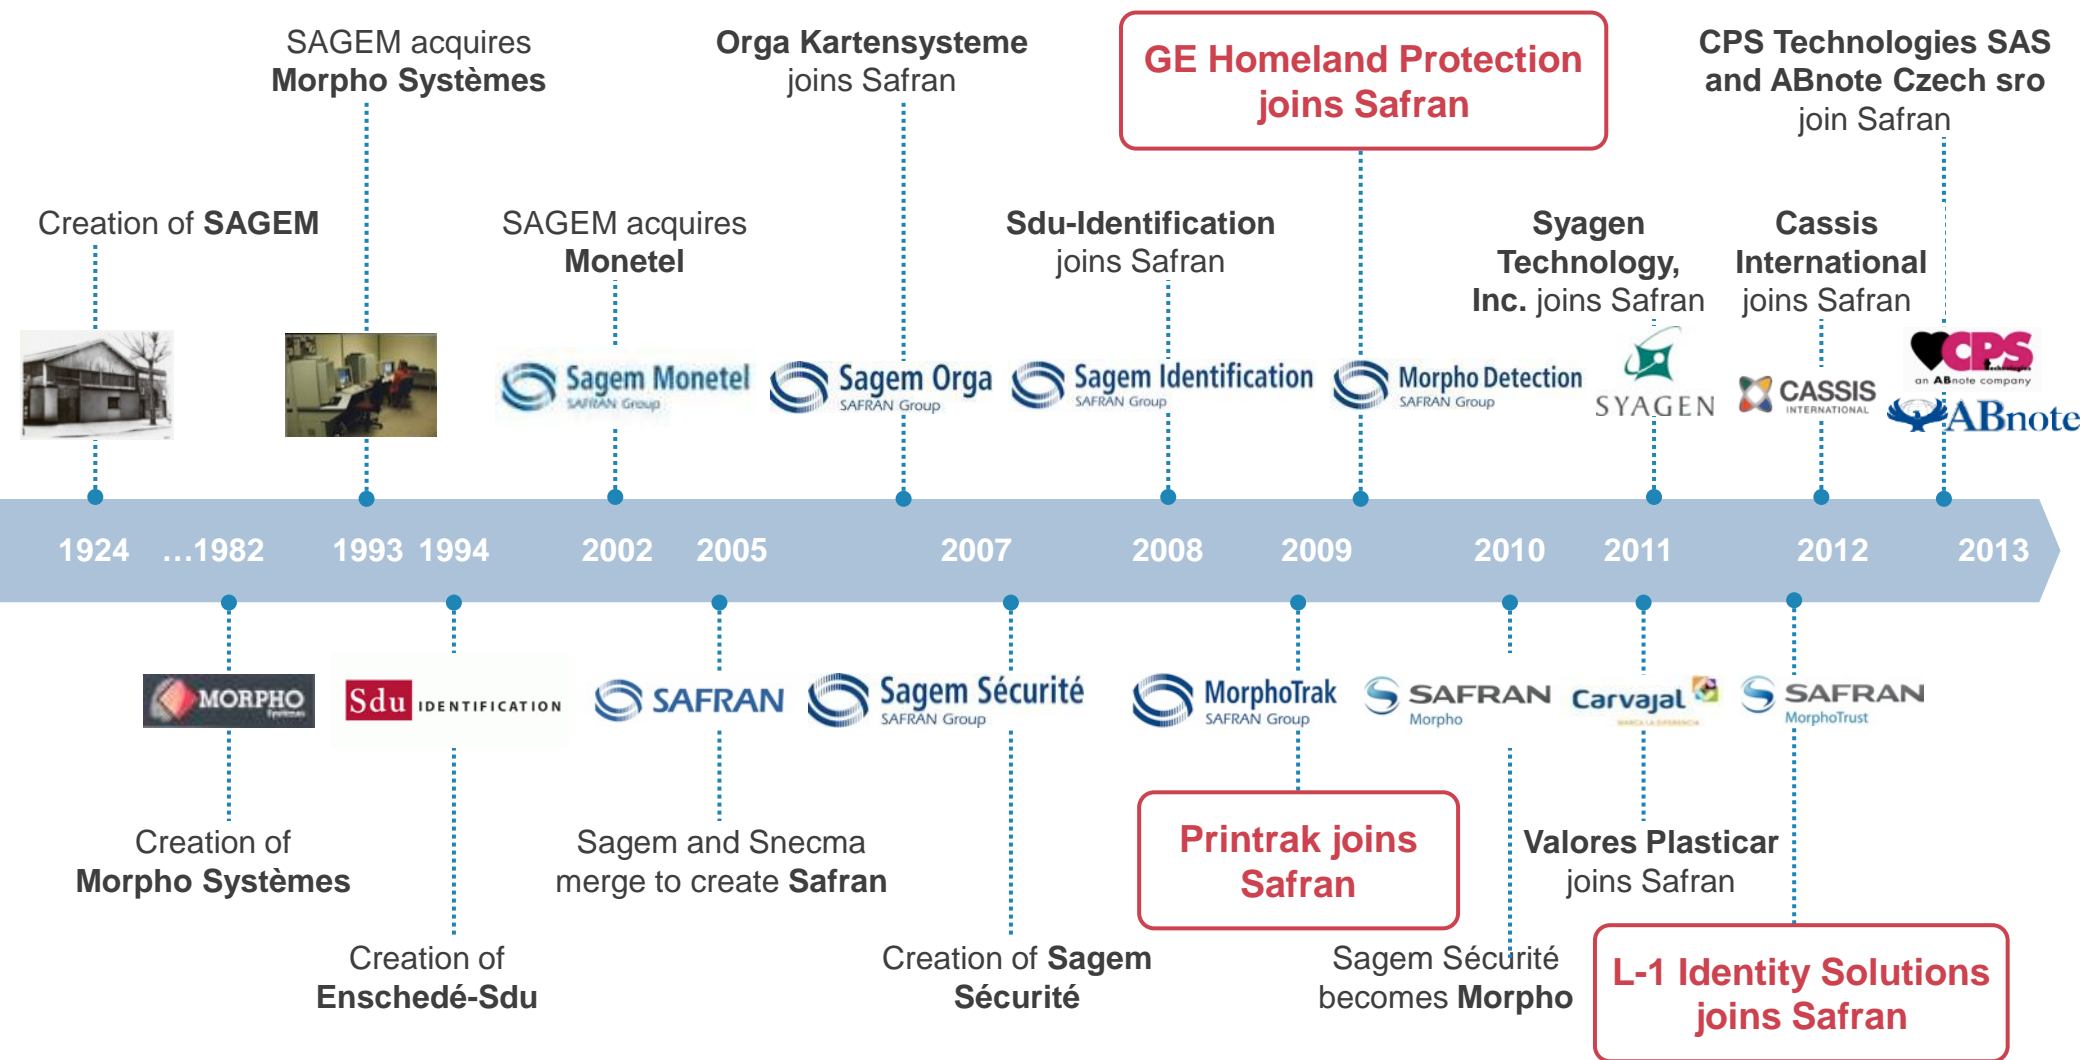 SAGEM acquires
Morpho Systèmes
Orga Kartensysteme
joins Safran
GE Homeland Protection
joins Safran
CPS Technologies SAS
and ABnote Czech sro
join Safran
Creation of SAGEM
SAGEM acquires
Monetel
Sdu-Identification
joins Safran
Syagen
Technology,
Inc. joins Safran
Cassis
International
joins Safran
Sagem Monetel
SAFRAN Group
Sagem Orga
SAFRAN Group
Sagem Identification
SAFRAN Group
Morpho Detection
SAFRAN Group
SYAGEN
CASSIS
INTERNATIONAL
CPS
technologies
an ABnote company
ABnote
1924 ...1982 1993 1994 2002 2005 2007 2008 2009 2010 2011 2012 2013
MORPHO
Systèmes
Sdu IDENTIFICATION
SAFRAN
Sagem Sécurité
SAFRAN Group
MorphoTrak
SAFRAN Group
SAFRAN
Morpho
Carvajal
MARCA LA DIFERENCIA
SAFRAN
MorphoTrust
Creation of
Morpho Systèmes
Sagem and Snecma
merge to create Safran
Printrak joins
Safran
Valores Plasticar
joins Safran
Creation of
Enschedé-Sdu
Creation of Sagem
Sécurité
Sagem Sécurité
becomes Morpho
L-1 Identity Solutions
joins Safran